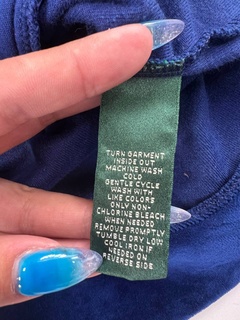 TURN GARMENT
INSIDE OUT
MACHINE WASH
COLD
GENTLE CYCLE
WASH WITH
LIKE COLORS
ONLY NON-
CHLORINE BLEACH
WHEN NEEDED
REMOVE PROMPTLY
TUMBLE DRY LOW
COOL IRON IF
NEEDED ON
REVERSE SIDE